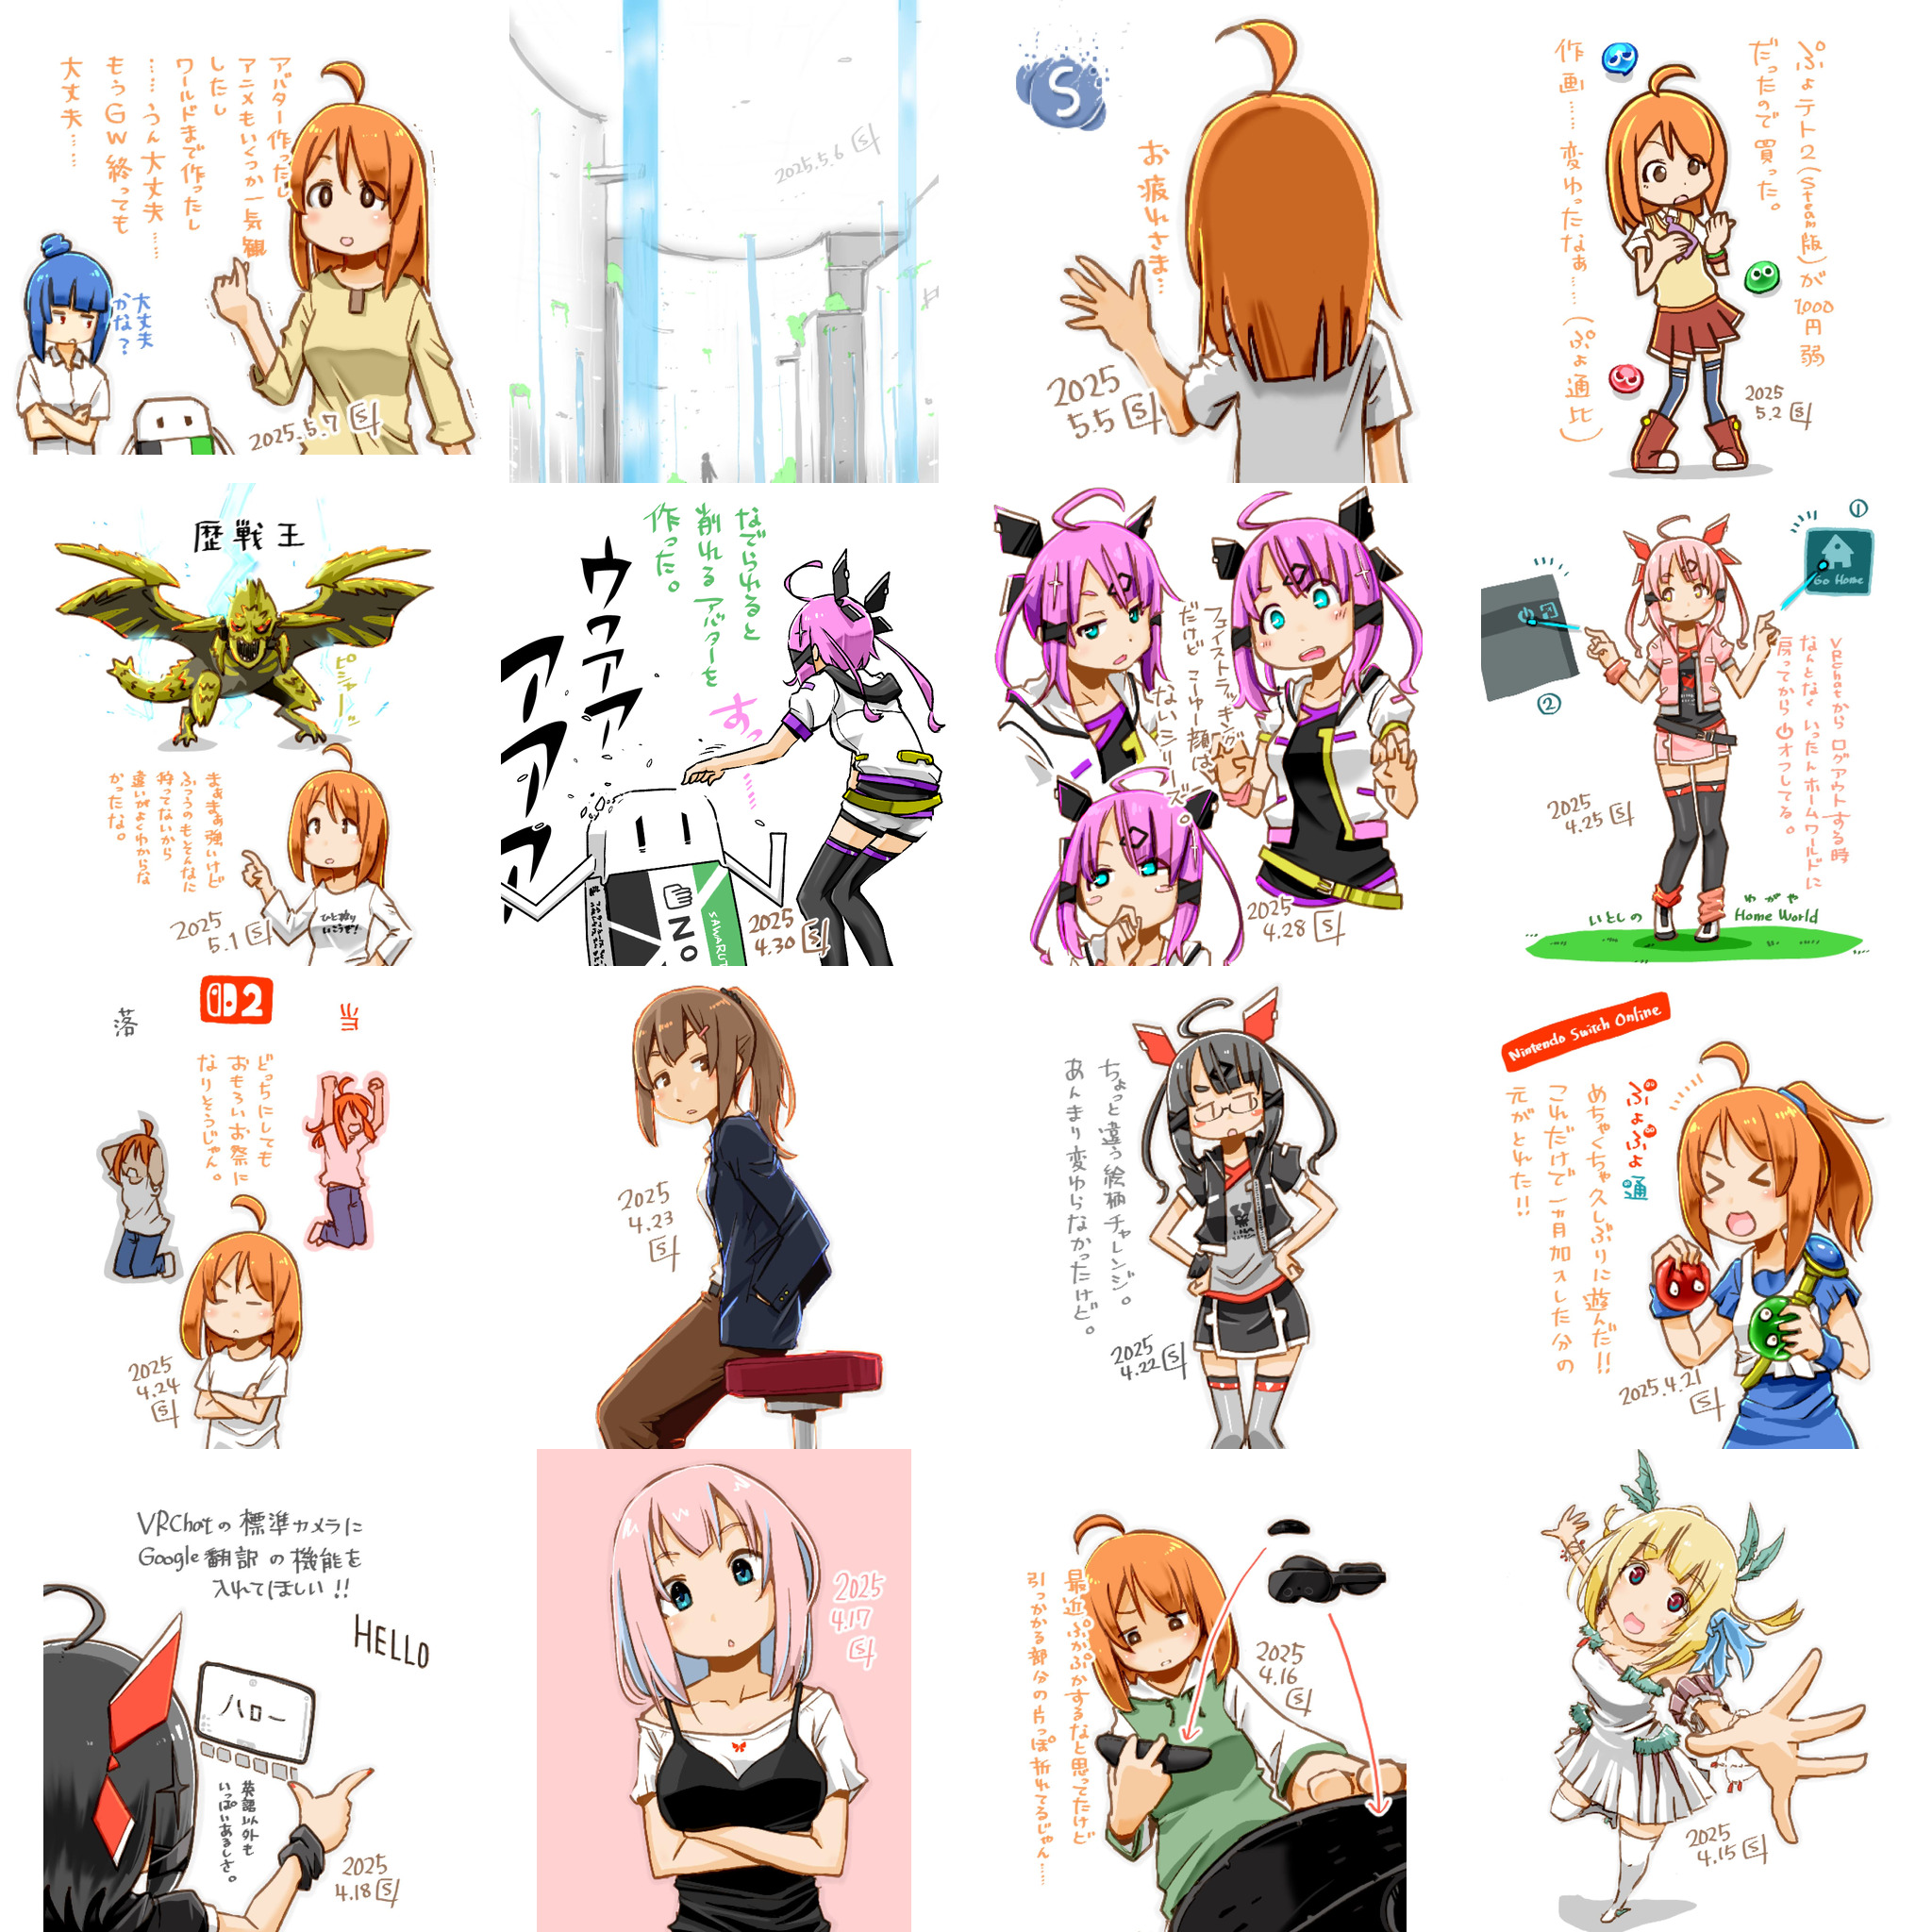 アバター作ったし
アニメもいくつか一気観
したし
ワールドまで作ったし
……うん大丈夫……
もうGW終っても
大丈夫……
大丈夫
かな？
2025.5.7
2025.5.6
S
お疲れさま…
2025
5.5
ぷよテト2(Steam版)が1,000円弱
だったので買った。
作画……変わったなぁ……(ぷよ通比)
2025
5.2
歴戦王
ピシャーッ
まぁまぁ強いけど
ふつうのもそんなに
狩ってないから
違いがよくわからな
かったな。
ひと狩り
いこうぜ!
2025
5.1
なでられると
削れるアバターを
作った。
ウァアァ
アアアア
すっ
NO
SAWARUT
2025
4.30
フェイストラッキング
だけどこーゆー顔は
ないシリーズ。
2025
4.28
①
Go Home
②
VRChatからログアウトする時
なんとなくいったんホームワールドに
戻ってから⏻オフしてる。
2025
4.25
いとしの
わがや
Home World
2
落
当
どっちにしても
おもろいお祭に
なりそうじゃん。
2025
4.24
2025
4.23
ちょっと違う絵柄チャレンジ。
あんまり変わらなかったけど。
2025
4.22
Nintendo Switch Online
ぷよぷよ通
めちゃくちゃ久しぶりに遊んだ!!
これだけで一ヵ月加入した分の
元がとれた!!
2025.4.21
VRChatの標準カメラに
Google翻訳の機能を
入れてほしい!!
HELLO
ハロー
英語以外も
いっぱいあるしさ。
2025
4.18
2025
4.17
最近ぷかぷかするなと思ってたけど
引っかかる部分の片っぽ折れてるじゃん……
2025
4.16
2025
4.15